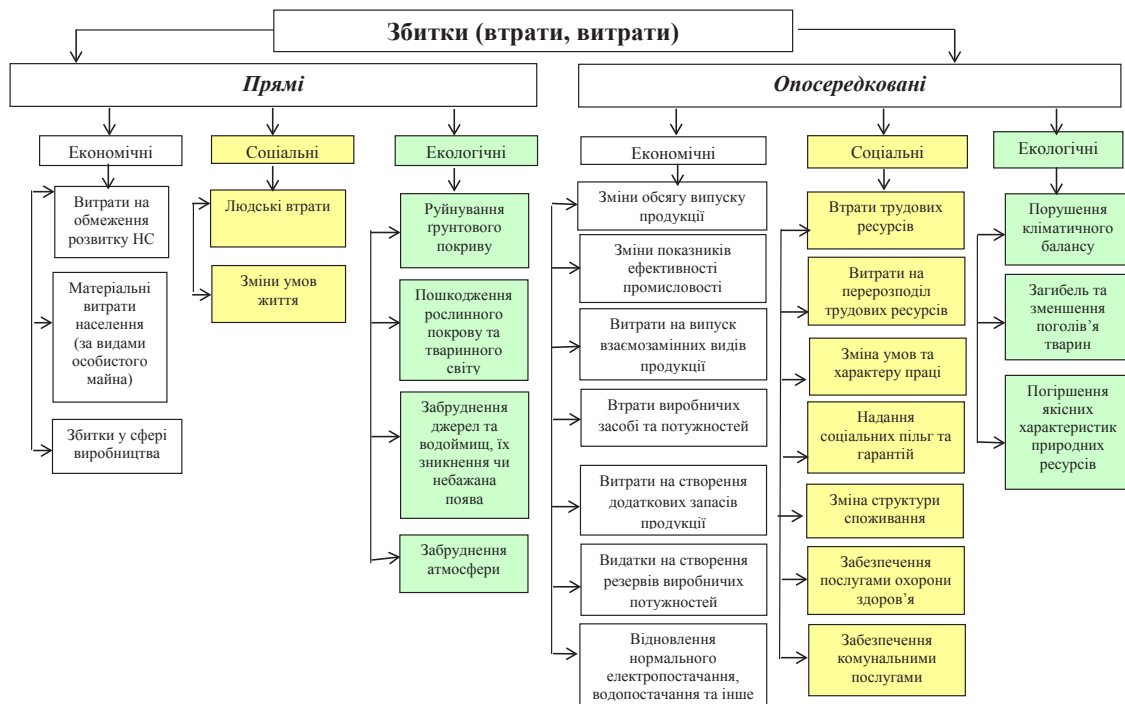 Збитки (втрати, витрати)
Прямі
Опосередковані
Економічні
Соціальні
Екологічні
Економічні
Соціальні
Екологічні
Витрати на
обмеження
розвитку НС
Матеріальні
витрати
населення
(за видами
особистого
майна)
Збитки у сфері
виробництва
Людські втрати
Зміни умов
життя
Руйнування
ґрунтового
покриву
Пошкодження
рослинного
покрову та
тваринного
світу
Забруднення
джерел та
водоймищ, їх
зникнення чи
небажана
поява
Забруднення
атмосфери
Зміни обсягу випуску
продукції
Зміни показників
ефективності
промисловості
Витрати на випуск
взаємозамінних видів
продукції
Втрати виробничих
засобі та потужностей
Витрати на створення
додаткових запасів
продукції
Видатки на створення
резервів виробничих
потужностей
Відновлення
нормального
електропостачання,
водопостачання та інше
Втрати трудових
ресурсів
Витрати на
перерозподіл
трудових ресурсів
Зміна умов та
характеру праці
Надання
соціальних пільг та
гарантій
Зміна структури
споживання
Забезпечення
послугами охорони
здоров’я
Забезпечення
комунальними
послугами
Порушення
кліматичного
балансу
Загибель та
зменшення
поголів’я
тварин
Погіршення
якісних
характеристик
природних
ресурсів